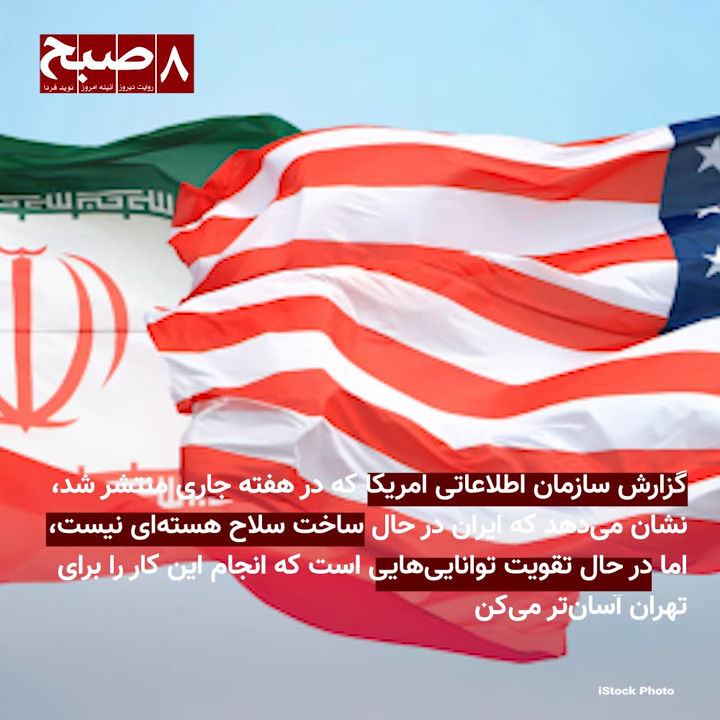 ۸صبح
روایت دیروز | آئینه امروز | نوید فردا
گزارش سازمان اطلاعاتی امریکا که در هفته جاری منتشر شد،
نشان می‌دهد که ایران در حال ساخت سلاح هسته‌ای نیست،
اما در حال تقویت توانایی‌هایی است که انجام این کار را برای
تهران آسان‌تر می‌کن
iStock Photo